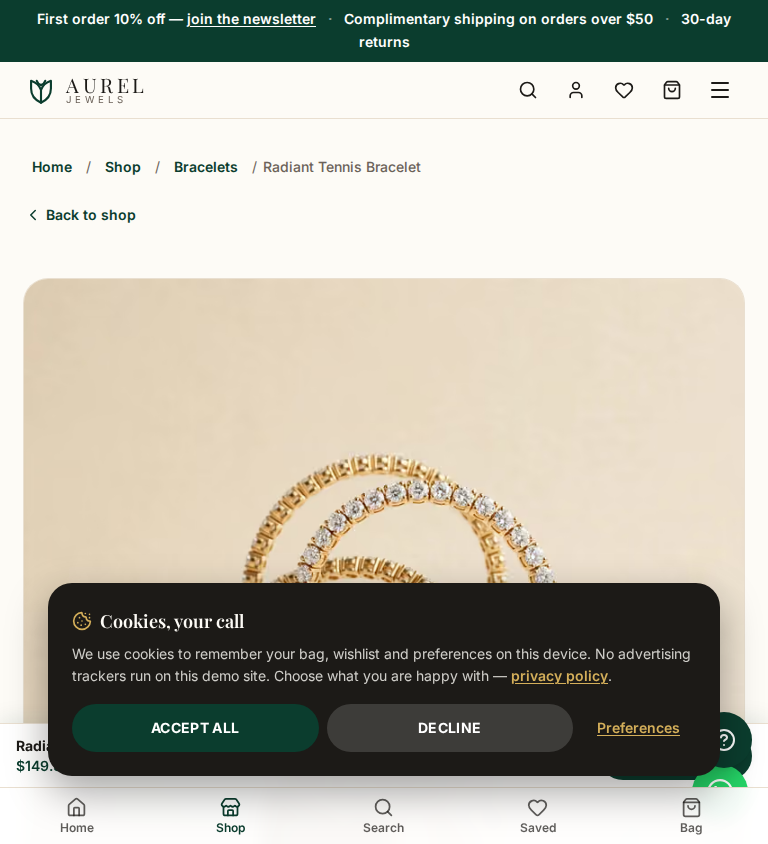 First order 10% off — join the newsletter · Complimentary shipping on orders over $50 · 30-day
returns
AUREL
JEWELS
Home / Shop / Bracelets / Radiant Tennis Bracelet
Back to shop
Cookies, your call
We use cookies to remember your bag, wishlist and preferences on this device. No advertising
trackers run on this demo site. Choose what you are happy with — privacy policy.
ACCEPT ALL DECLINE Preferences
Home Shop Search Saved Bag